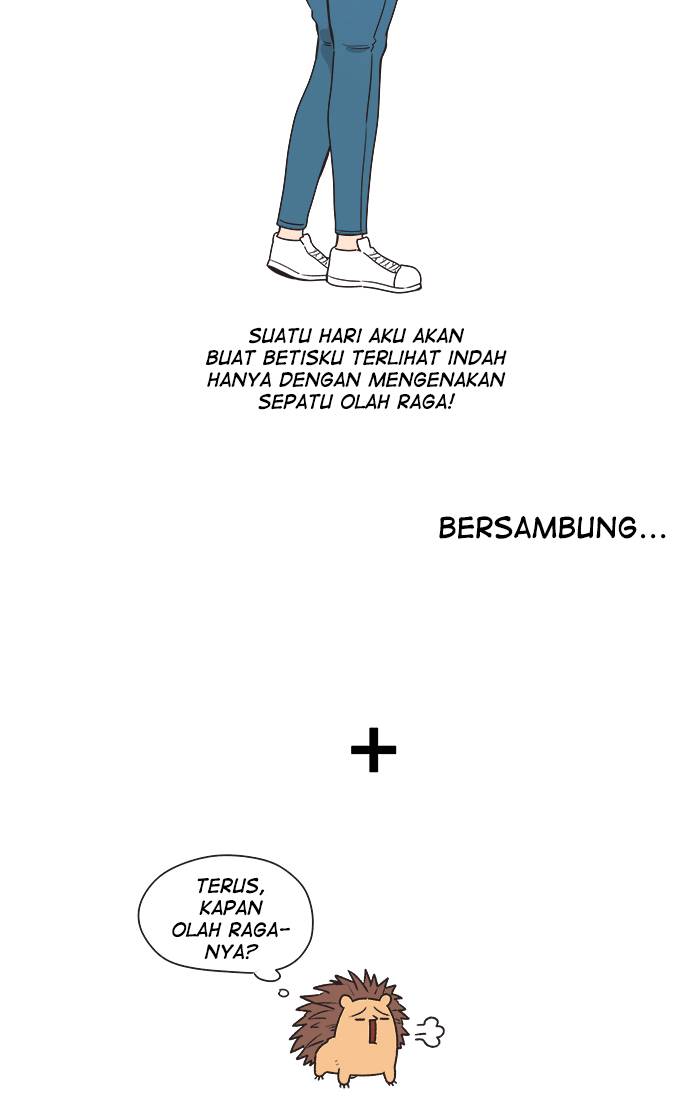 SUATU HARI AKU AKAN
BUAT BETISKU TERLIHAT INDAH
HANYA DENGAN MENGENAKAN
SEPATU OLAH RAGA!
BERSAMBUNG...
+
TERUS,
KAPAN
OLAH RAGA-
NYA?